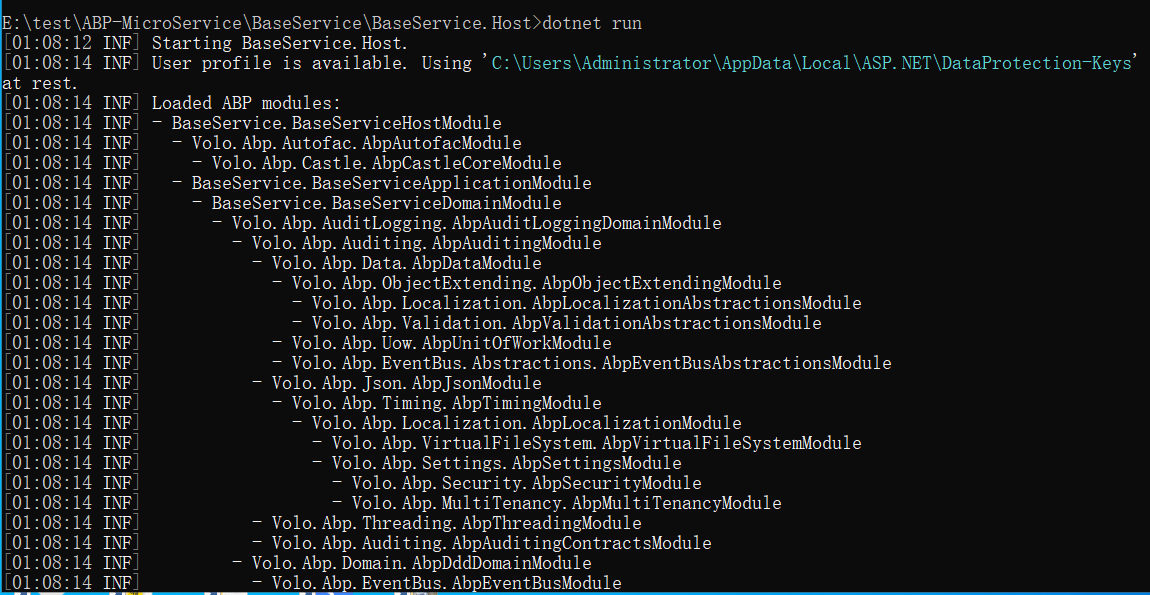 E:\test\ABP-MicroService\BaseService\BaseService.Host>dotnet run
[01:08:12 INF] Starting BaseService.Host.
[01:08:14 INF] User profile is available. Using 'C:\Users\Administrator\AppData\Local\ASP.NET\DataProtection-Keys'
at rest.
[01:08:14 INF] Loaded ABP modules:
[01:08:14 INF] - BaseService.BaseServiceHostModule
[01:08:14 INF]   - Volo.Abp.Autofac.AbpAutofacModule
[01:08:14 INF]     - Volo.Abp.Castle.AbpCastleCoreModule
[01:08:14 INF]   - BaseService.BaseServiceApplicationModule
[01:08:14 INF]     - BaseService.BaseServiceDomainModule
[01:08:14 INF]       - Volo.Abp.AuditLogging.AbpAuditLoggingDomainModule
[01:08:14 INF]         - Volo.Abp.Auditing.AbpAuditingModule
[01:08:14 INF]           - Volo.Abp.Data.AbpDataModule
[01:08:14 INF]             - Volo.Abp.ObjectExtending.AbpObjectExtendingModule
[01:08:14 INF]               - Volo.Abp.Localization.AbpLocalizationAbstractionsModule
[01:08:14 INF]               - Volo.Abp.Validation.AbpValidationAbstractionsModule
[01:08:14 INF]             - Volo.Abp.Uow.AbpUnitOfWorkModule
[01:08:14 INF]             - Volo.Abp.EventBus.Abstractions.AbpEventBusAbstractionsModule
[01:08:14 INF]           - Volo.Abp.Json.AbpJsonModule
[01:08:14 INF]             - Volo.Abp.Timing.AbpTimingModule
[01:08:14 INF]               - Volo.Abp.Localization.AbpLocalizationModule
[01:08:14 INF]                 - Volo.Abp.VirtualFileSystem.AbpVirtualFileSystemModule
[01:08:14 INF]                 - Volo.Abp.Settings.AbpSettingsModule
[01:08:14 INF]                   - Volo.Abp.Security.AbpSecurityModule
[01:08:14 INF]                   - Volo.Abp.MultiTenancy.AbpMultiTenancyModule
[01:08:14 INF]           - Volo.Abp.Threading.AbpThreadingModule
[01:08:14 INF]           - Volo.Abp.Auditing.AbpAuditingContractsModule
[01:08:14 INF]         - Volo.Abp.Domain.AbpDddDomainModule
[01:08:14 INF]           - Volo.Abp.EventBus.AbpEventBusModule